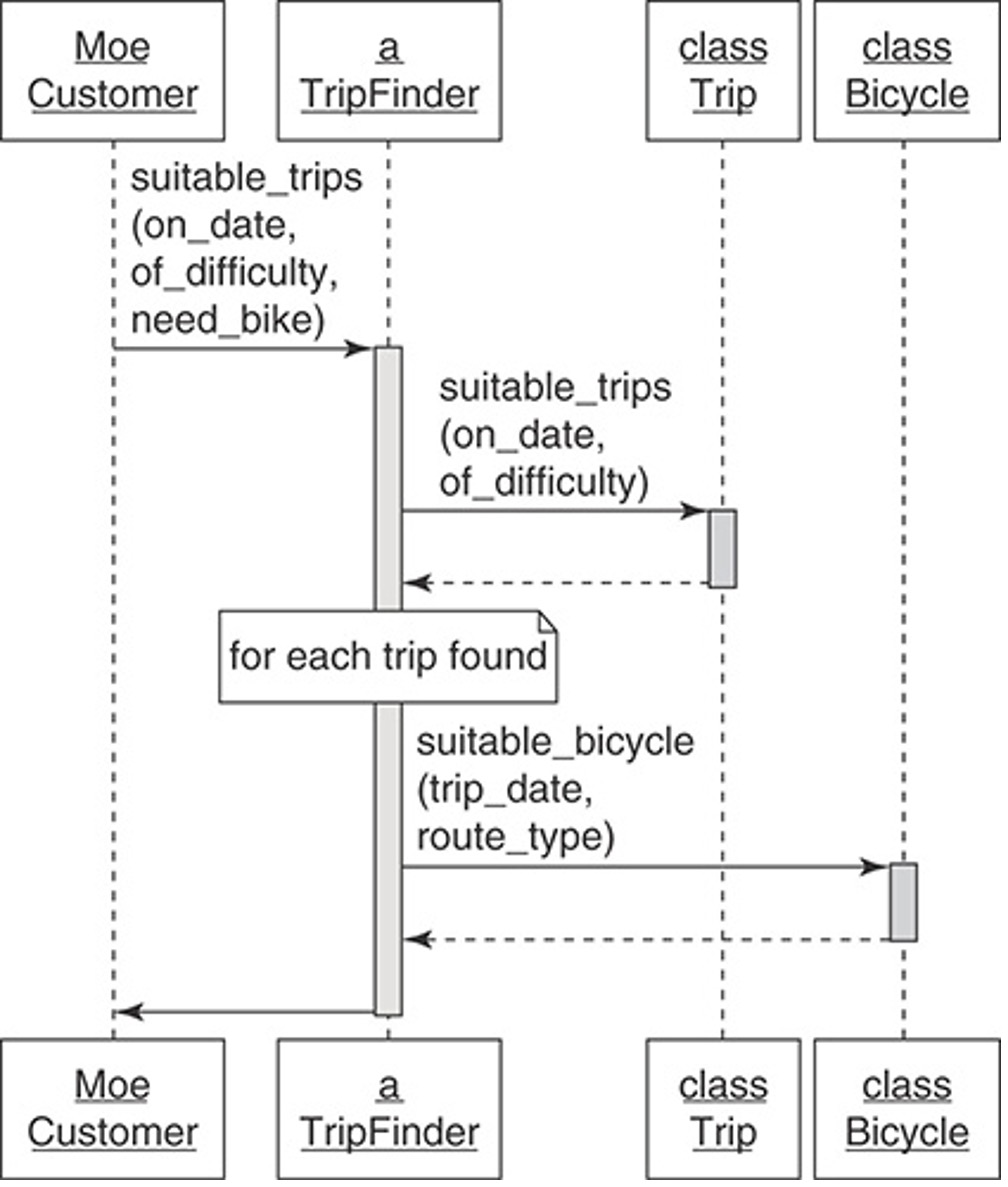 Moe
Customer
a
TripFinder
class
Trip
class
Bicycle
suitable_trips
(on_date,
of_difficulty,
need_bike)
suitable_trips
(on_date,
of_difficulty)
for each trip found
suitable_bicycle
(trip_date,
route_type)
Moe
Customer
a
TripFinder
class
Trip
class
Bicycle